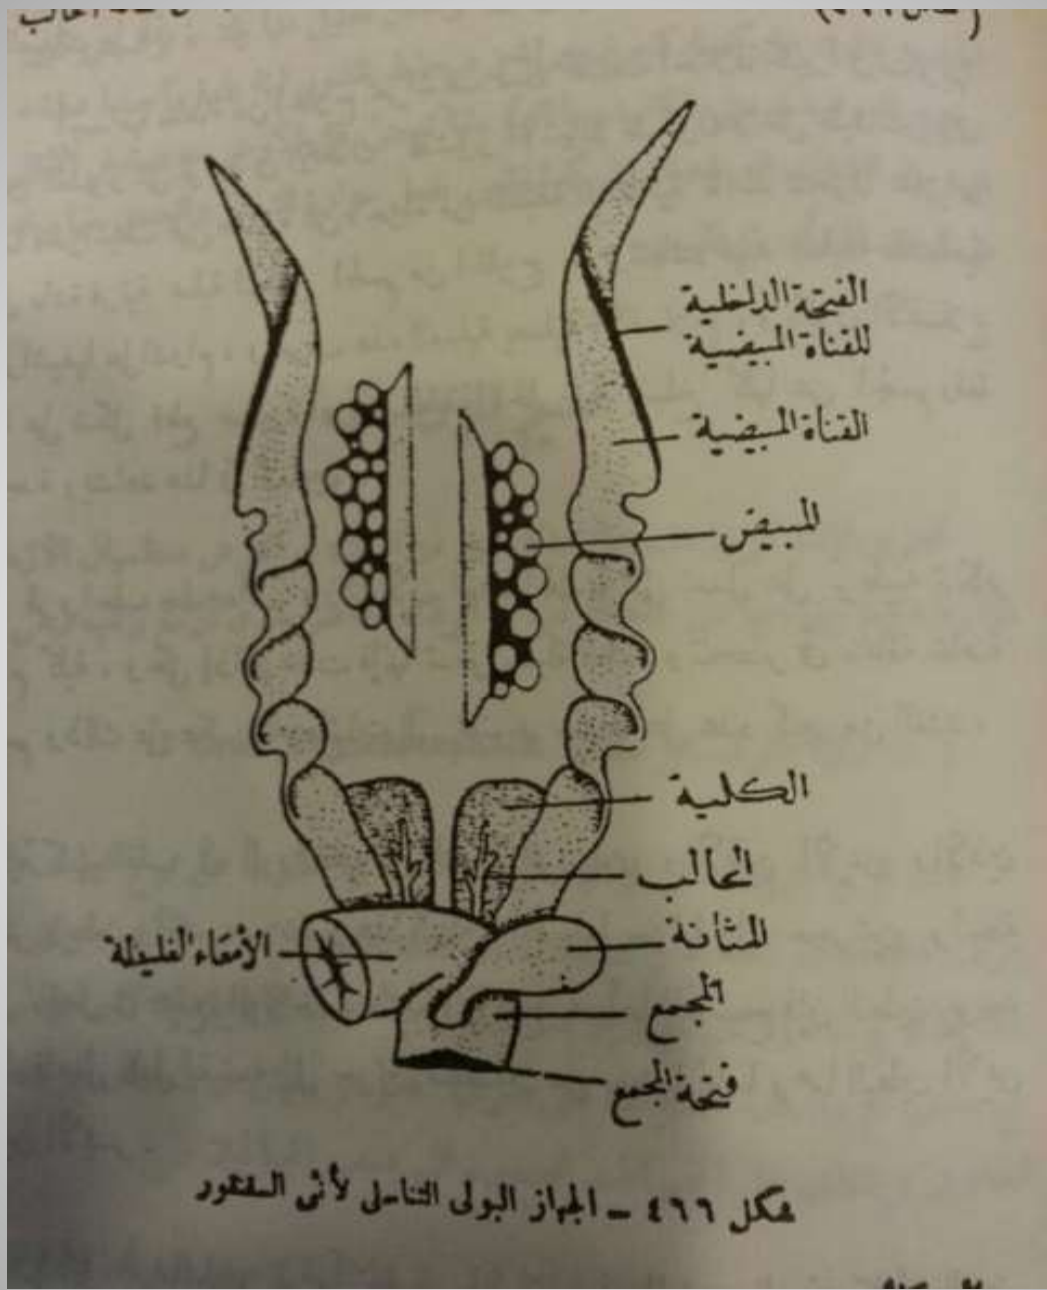 الفتحة الداخلية
للقناة المبيضية
القناة المبيضية
المبيض
الكلية
الحالب
المثانة
الأمعاء الغليظة
المجمع
فتحة المجمع
شكل ٤٦٦ – الجهاز البولى التناسلى لأنثى السقنقور